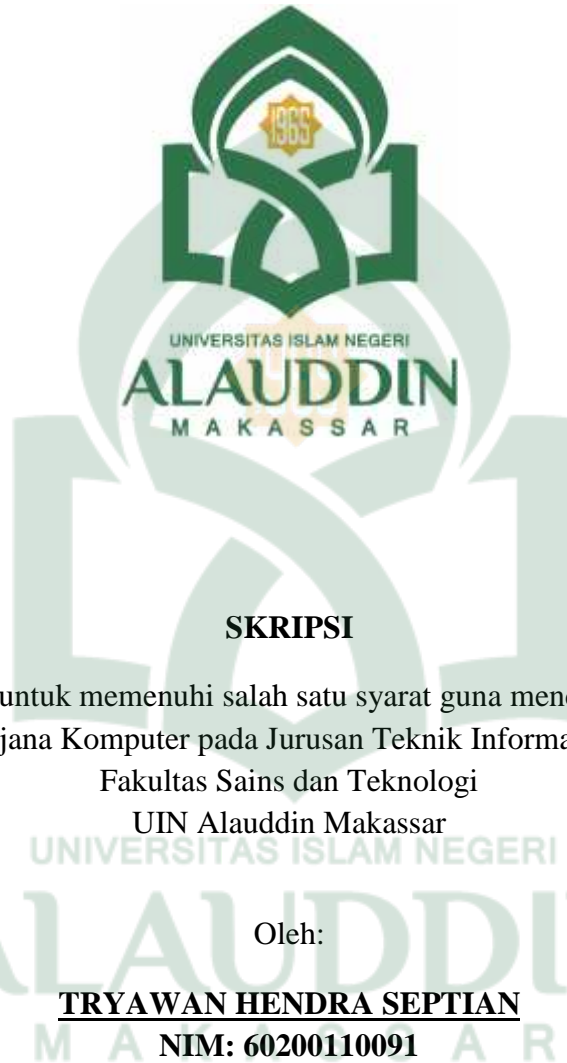 1965
UNIVERSITAS ISLAM NEGERI
ALAUDDIN
MAKASSAR
SKRIPSI
untuk memenuhi salah satu syarat guna
Komputer pada Jurusan Teknik
Fakultas Sains dan Teknologi
UIN Alauddin Makassar
UNIVERSITAS ISLAM NEGERI
Oleh:
TRYAWAN HENDRA SEPTIAN
MAKASSAR
NIM: 60200110091